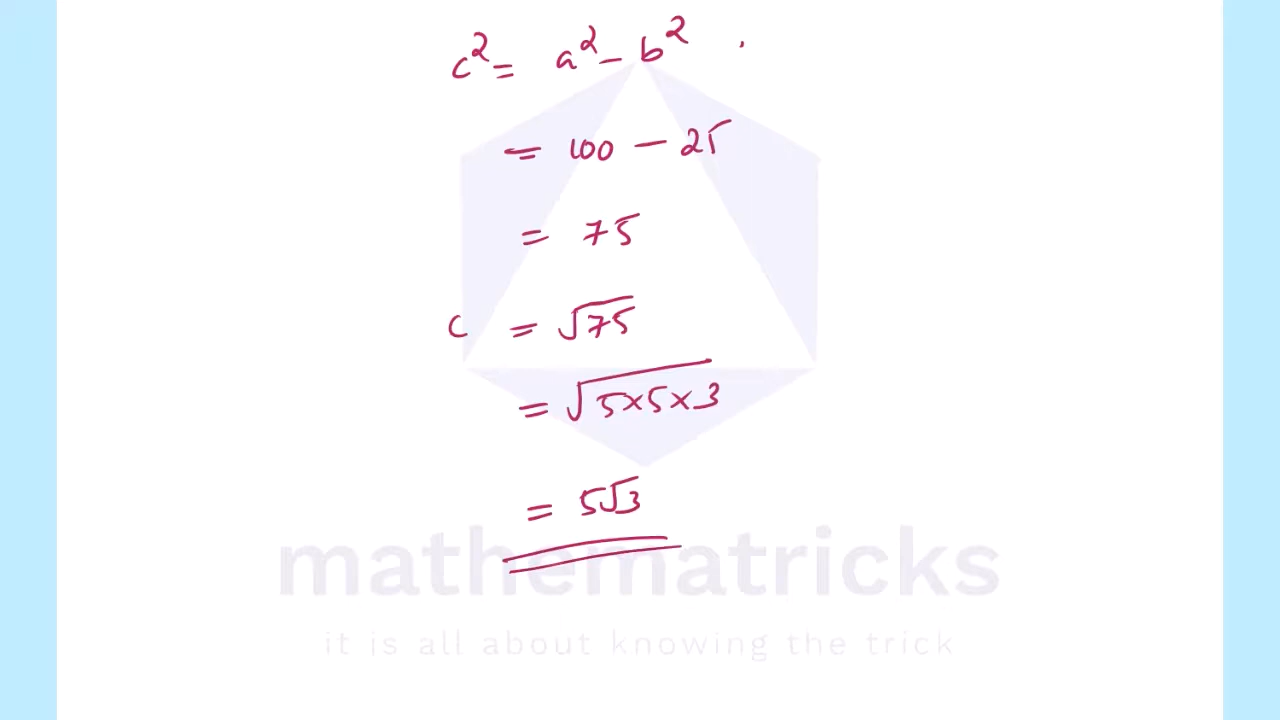 c² = a² – b² .
= 100 – 25
= 75
c = √75
= √5×5×3
= 5√3
mathematricks
it is all about knowing the trick